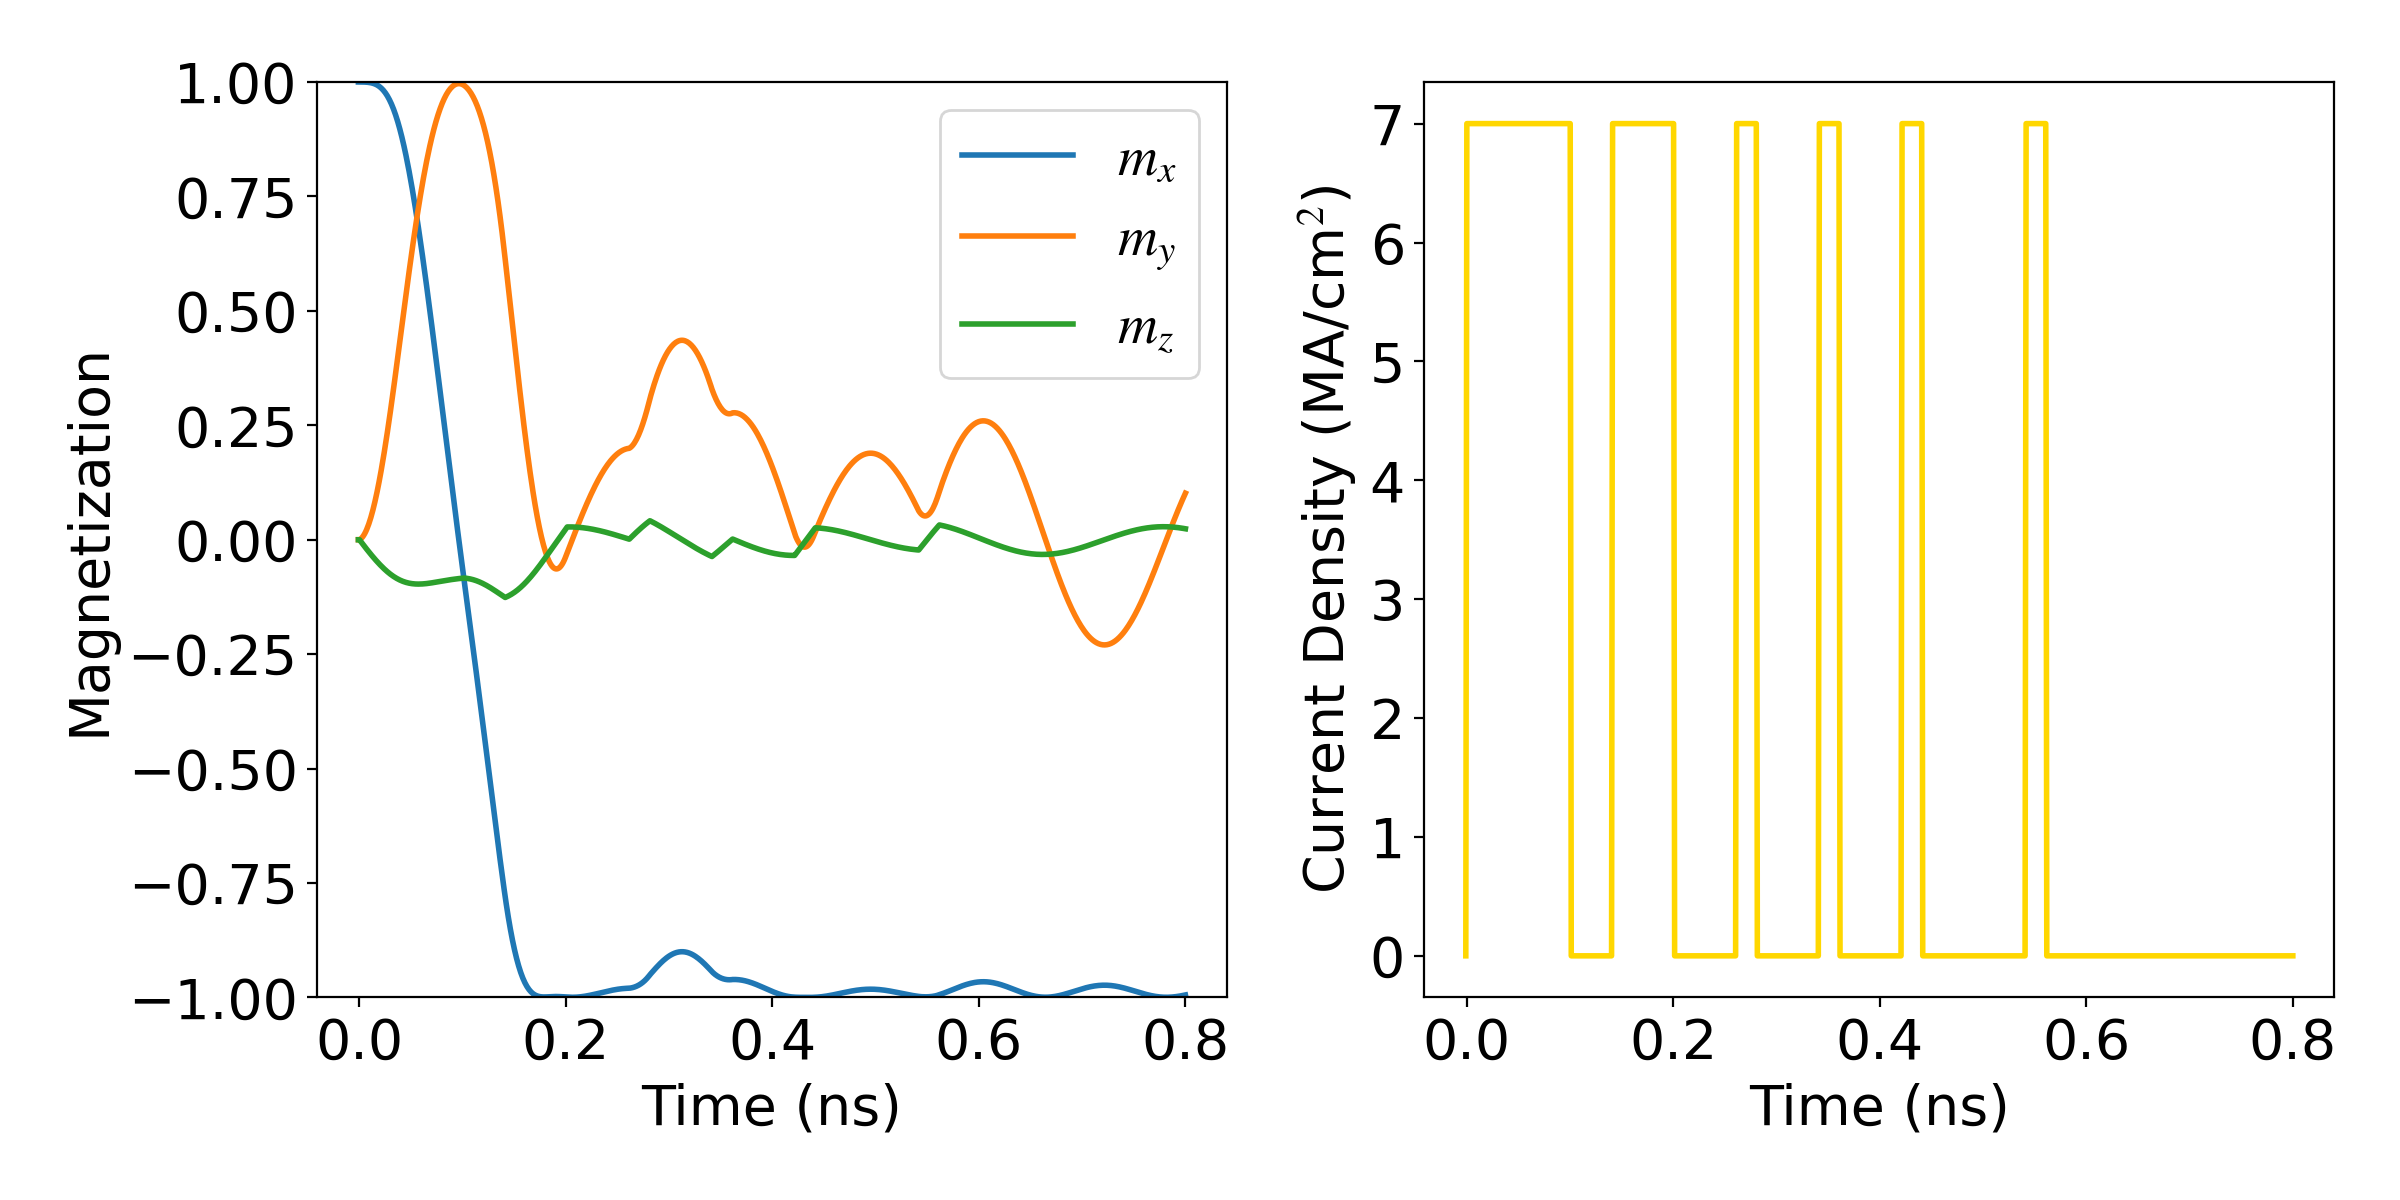 Magnetization
1.00
0.75
0.50
0.25
0.00
−0.25
−0.50
−0.75
−1.00
0.0 0.2 0.4 0.6 0.8
Time (ns)
mₓ
m_y
m_z
Current Density (MA/cm²)
7
6
5
4
3
2
1
0
0.0 0.2 0.4 0.6 0.8
Time (ns)